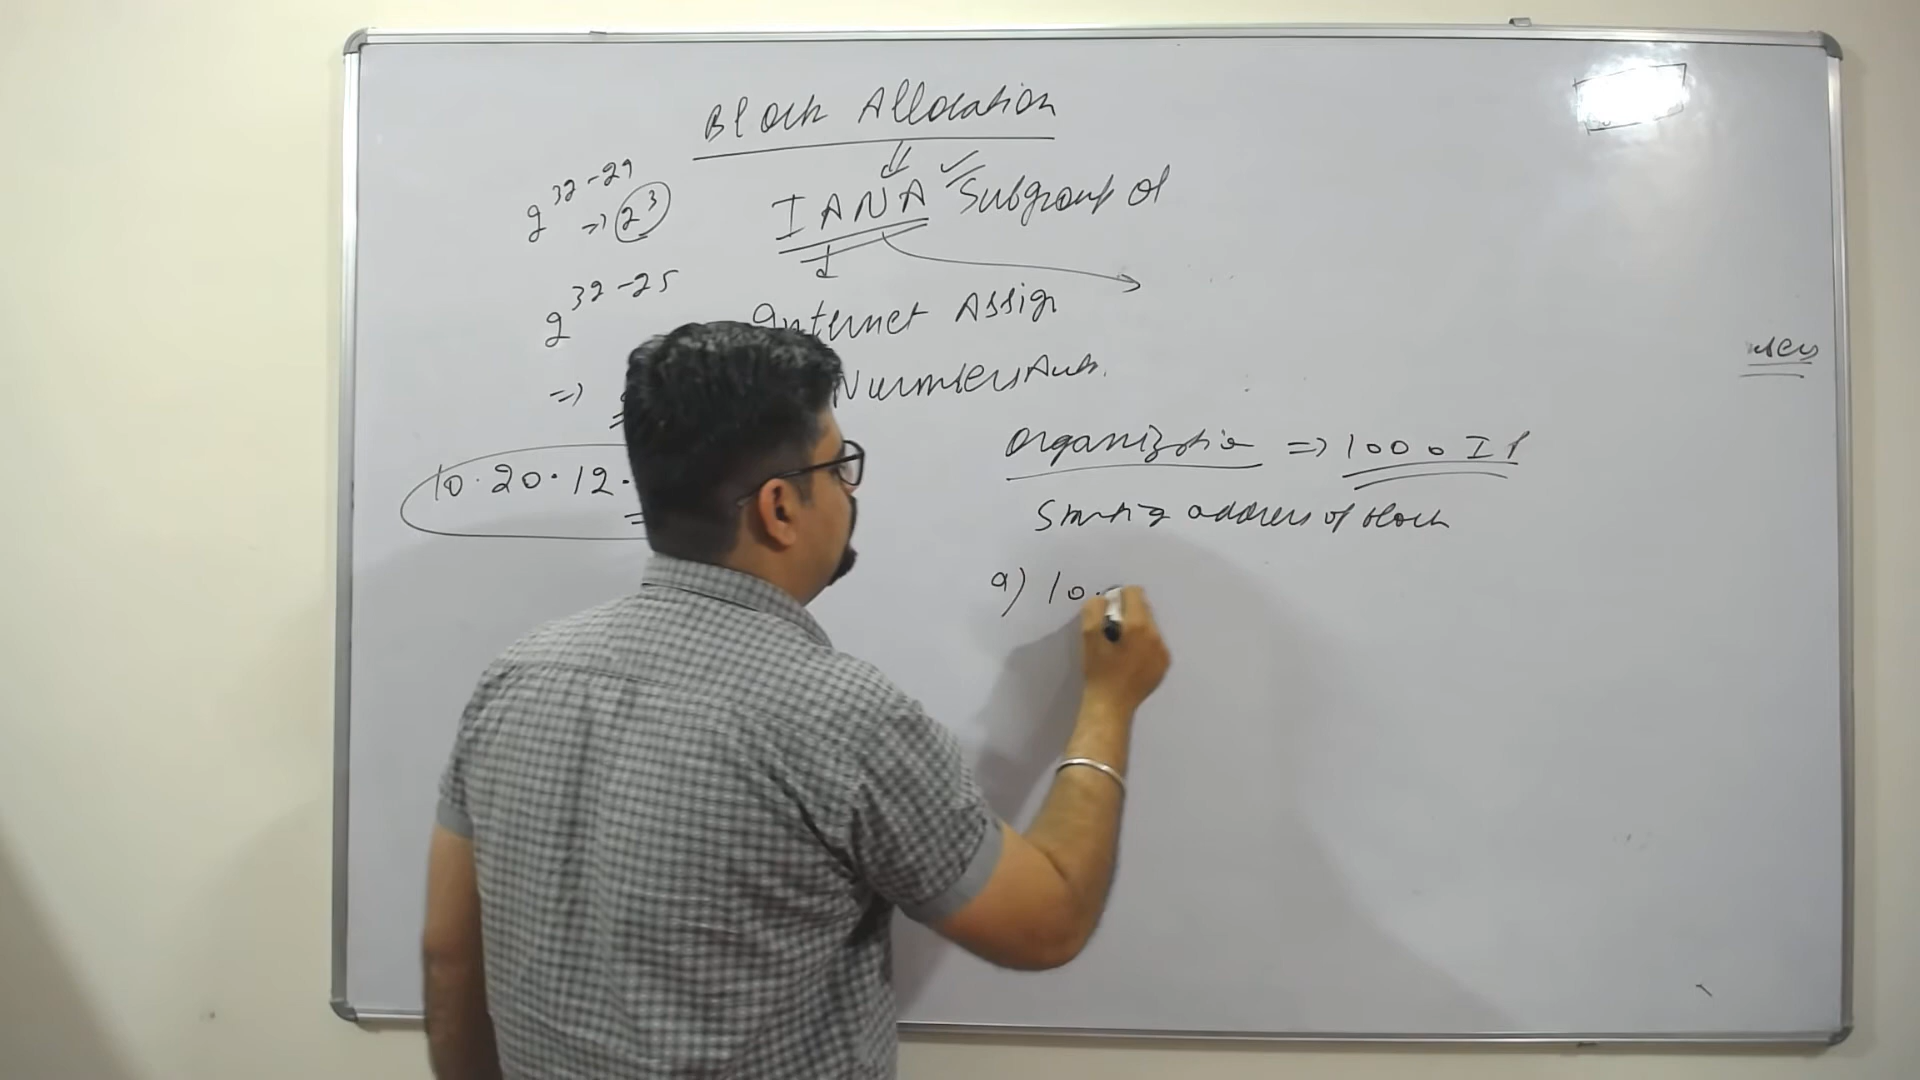 Block Allocation
2^32-29
=> 2^3
IANA Subgroup of
2^32-25
Internet Assign
=>
Numbers Auth.
users
Organization => 1000 IP
10.20.12.
Starting address of block
a) 10.